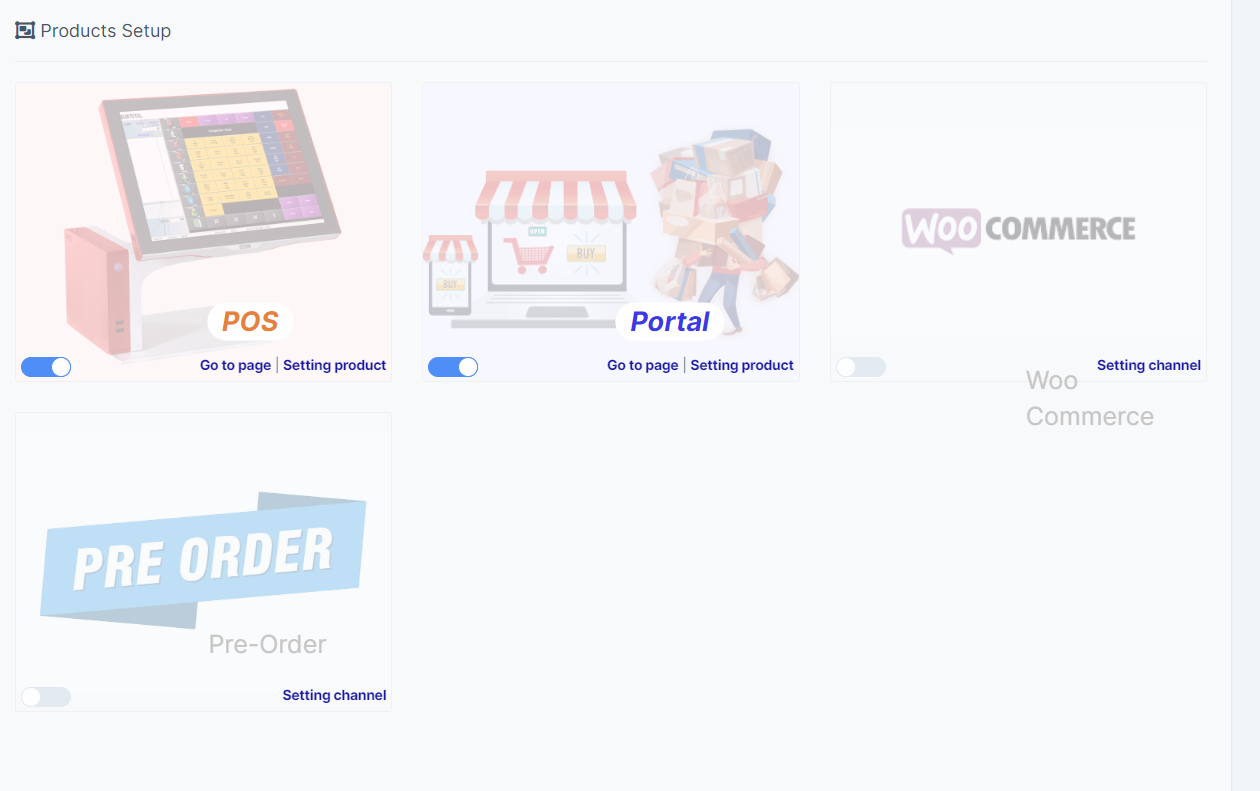 Products Setup
SUBTOTAL
POS
Go to page | Setting product
OPEN
BUY
BUY
Portal
Go to page | Setting product
WOO COMMERCE
Setting channel
Woo
Commerce
PRE ORDER
Pre-Order
Setting channel